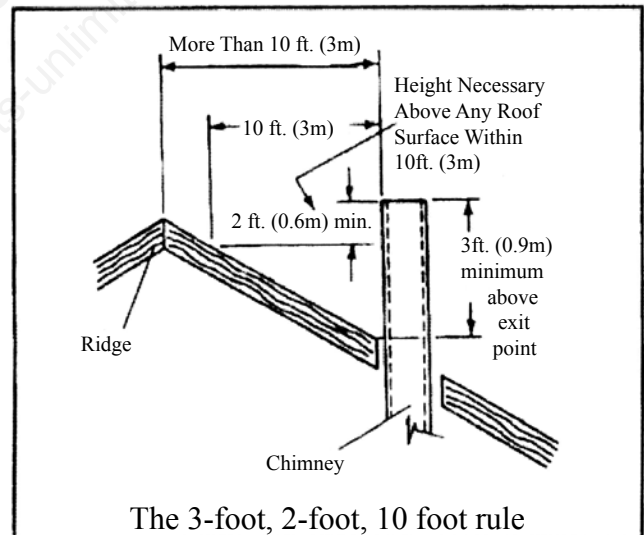 More Than 10 ft. (3m)
Height Necessary
Above Any Roof
Surface Within
10ft. (3m)
10 ft. (3m)
2 ft. (0.6m) min.
3ft. (0.9m)
minimum
above
exit
point
Ridge
Chimney
The 3-foot, 2-foot, 10 foot rule